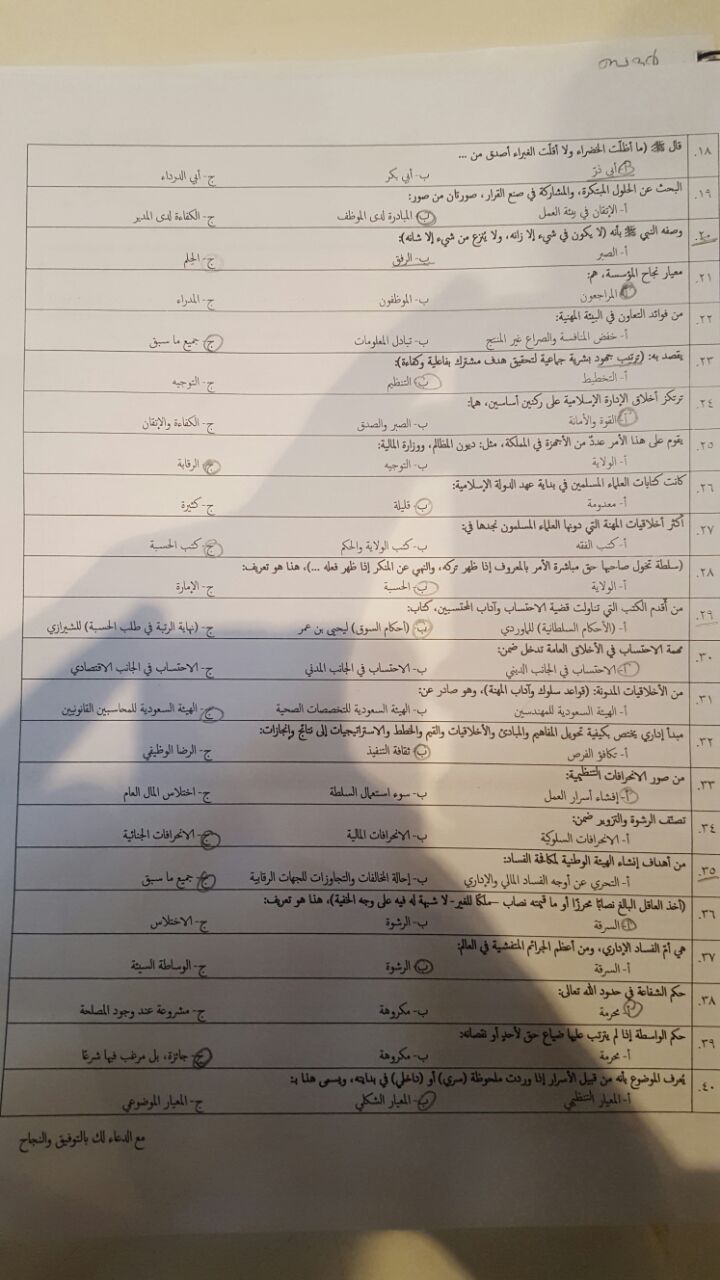 ١٨. قال ﷺ (ما أظلّت الخضراء ولا أقلّت الغبراء أصدق من ...
أ- أبي ذرّ ب- أبي بكر ج- أبي الدرداء
١٩. البحث عن الحلول المبتكرة، والمشاركة في صنع القرار، صورتان من صور:
أ- الإتقان في بيئة العمل ب- المبادرة لدى الموظف ج- الكفاءة لدى المدير
٢٠. وصفه النبي ﷺ بأنه (لا يكون في شيء إلا زانه، ولا يُنزع من شيء إلا شانه):
أ- الصبر ب- الرفق ج- الحِلم
٢١. معيار نجاح المؤسسة، هم:
أ- المراجعون ب- الموظفون ج- المدراء
٢٢. من فوائد التعاون في البيئة المهنية:
أ- خفض المنافسة والصراع غير المنتج ب- تبادل المعلومات ج- جميع ما سبق
٢٣. يقصد به: (ترتيب جهود بشرية جماعية لتحقيق هدف مشترك بفاعلية وكفاءة):
أ- التخطيط ب- التنظيم ج- التوجيه
٢٤. ترتكز أخلاق الإدارة الإسلامية على ركنين أساسين، هما:
أ- القوة والأمانة ب- الصبر والصدق ج- الكفاءة والإتقان
٢٥. يقوم على هذا الأمر عددٌ من الأجهزة في المملكة، مثل: ديوان المظالم، ووزارة المالية:
أ- الولاية ب- التوجيه ج- الرقابة
٢٦. كانت كتابات العلماء المسلمين في بداية عهد الدولة الإسلامية:
أ- معدومة ب- قليلة ج- كثيرة
٢٧. أكثر أخلاقيات المهنة التي دونها العلماء المسلمون نجدها في:
أ- كتب الفقه ب- كتب الولاية والحكم ج- كتب الحسبة
٢٨. (سلطة تخول صاحبها حق مباشرة الأمر بالمعروف إذا ظهر تركه، والنهي عن المنكر إذا ظهر فعله ...)، هذا هو تعريف:
أ- الولاية ب- الحسبة ج- الإمارة
٢٩. من أقدم الكتب التي تناولت قضية الاحتساب وآداب المحتسبين، كتاب:
أ- (الأحكام السلطانية) للماوردي ب- (أحكام السوق) ليحيى بن عمر ج- (نهاية الرتبة في طلب الحسبة) للشيرازي
٣٠. مهمة الاحتساب في الأخلاق العامة تدخل ضمن:
أ- الاحتساب في الجانب الديني ب- الاحتساب في الجانب المدني ج- الاحتساب في الجانب الاقتصادي
٣١. من الأخلاقيات المدونة: (قواعد سلوك وآداب المهنة)، وهو صادر عن:
أ- الهيئة السعودية للمهندسين ب- الهيئة السعودية للتخصصات الصحية ج- الهيئة السعودية للمحاسبين القانونيين
٣٢. مبدأ إداري يختص بكيفية تحويل المفاهيم والمبادئ والأخلاقيات والقيم والخطط والاستراتيجيات إلى نتائج وإنجازات:
أ- تكافؤ الفرص ب- ثقافة التنفيذ ج- الرضا الوظيفي
٣٣. من صور الانحرافات التنظيمية:
أ- إفشاء أسرار العمل ب- سوء استعمال السلطة ج- اختلاس المال العام
٣٤. تصنّف الرشوة والتزوير ضمن:
أ- الانحرافات السلوكية ب- الانحرافات المالية ج- الانحرافات الجنائية
٣٥. من أهداف إنشاء الهيئة الوطنية لمكافحة الفساد:
أ- التحري عن أوجه الفساد المالي والإداري ب- إحالة المخالفات والتجاوزات للجهات الرقابية ج- جميع ما سبق
٣٦. (أخذ العاقل البالغ نصابًا محرزًا أو ما قيمته نصاب -ملكًا للغير- لا شبهة له فيه على وجه الخفية)، هذا هو تعريف:
أ- السرقة ب- الرشوة ج- الاختلاس
٣٧. هي أمّ الفساد الإداري، ومن أعظم الجرائم المتفشية في العالم:
أ- السرقة ب- الرشوة ج- الوساطة السيئة
٣٨. حكم الشفاعة في حدود الله تعالى:
أ- محرمة ب- مكروهة ج- مشروعة عند وجود المصلحة
٣٩. حكم الواسطة إذا لم يترتب عليها ضياع حق لأحدٍ أو نقصانه:
أ- محرمة ب- مكروهة ج- جائزة، بل مرغب فيها شرعًا
٤٠. يُعرف الموضوع بأنه من قبيل الأسرار إذا وردت ملحوظة (سري) أو (داخلي) في بدايته، ويسمى هذا بـ:
أ- المعيار التنظيمي ب- المعيار الشكلي ج- المعيار الموضوعي
مع الدعاء لك بالتوفيق والنجاح